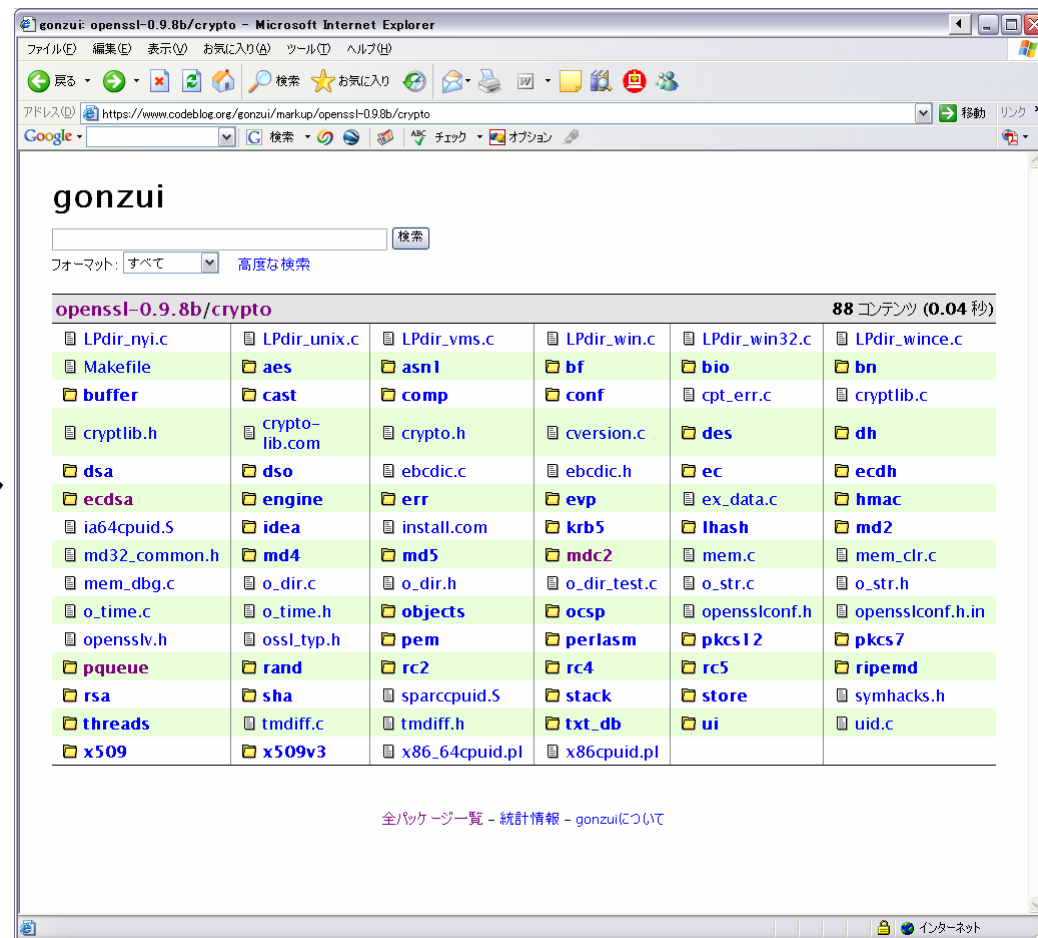 gonzui: openssl-0.9.8b/crypto - Microsoft Internet Explorer
ファイル(F) 編集(E) 表示(V) お気に入り(A) ツール(T) ヘルプ(H)
戻る 検索 お気に入り
アドレス(D) https://www.codeblog.org/gonzui/markup/openssl-0.9.8b/crypto 移動 リンク
Google G 検索 ABC チェック オプション
gonzui
検索
フォーマット: すべて 高度な検索
openssl-0.9.8b/crypto 88 コンテンツ (0.04 秒)
LPdir_nyi.c LPdir_unix.c LPdir_vms.c LPdir_win.c LPdir_win32.c LPdir_wince.c
Makefile aes asn1 bf bio bn
buffer cast comp conf cpt_err.c cryptlib.c
cryptlib.h crypto-lib.com crypto.h cversion.c des dh
dsa dso ebcdic.c ebcdic.h ec ecdh
ecdsa engine err evp ex_data.c hmac
ia64cpuid.S idea install.com krb5 lhash md2
md32_common.h md4 md5 mdc2 mem.c mem_clr.c
mem_dbg.c o_dir.c o_dir.h o_dir_test.c o_str.c o_str.h
o_time.c o_time.h objects ocsp opensslconf.h opensslconf.h.in
opensslv.h ossl_typ.h pem perlasm pkcs12 pkcs7
pqueue rand rc2 rc4 rc5 ripemd
rsa sha sparccpuid.S stack store symhacks.h
threads tmdiff.c tmdiff.h txt_db ui uid.c
x509 x509v3 x86_64cpuid.pl x86cpuid.pl
全パッケージ一覧 - 統計情報 - gonzuiについて
インターネット